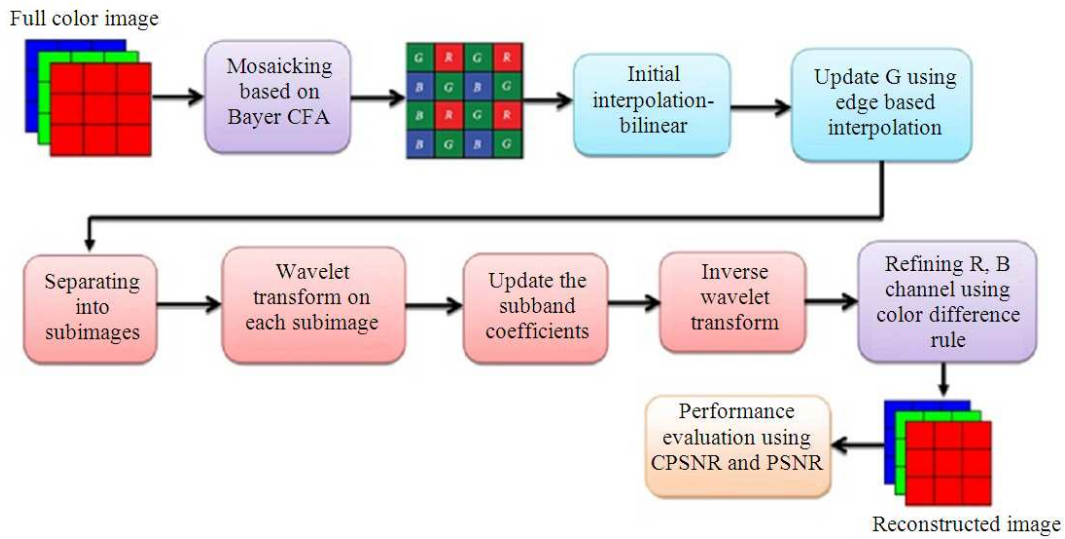 Full color image
Mosaicking
based on
Bayer CFA
G R G R
B G B G
B R G R
B G B G
Initial
interpolation-
bilinear
Update G using
edge based
interpolation
Separating
into
subimages
Wavelet
transform on
each subimage
Update the
subband
coefficients
Inverse
wavelet
transform
Refining R, B
channel using
color difference
rule
Performance
evaluation using
CPSNR and PSNR
Reconstructed image